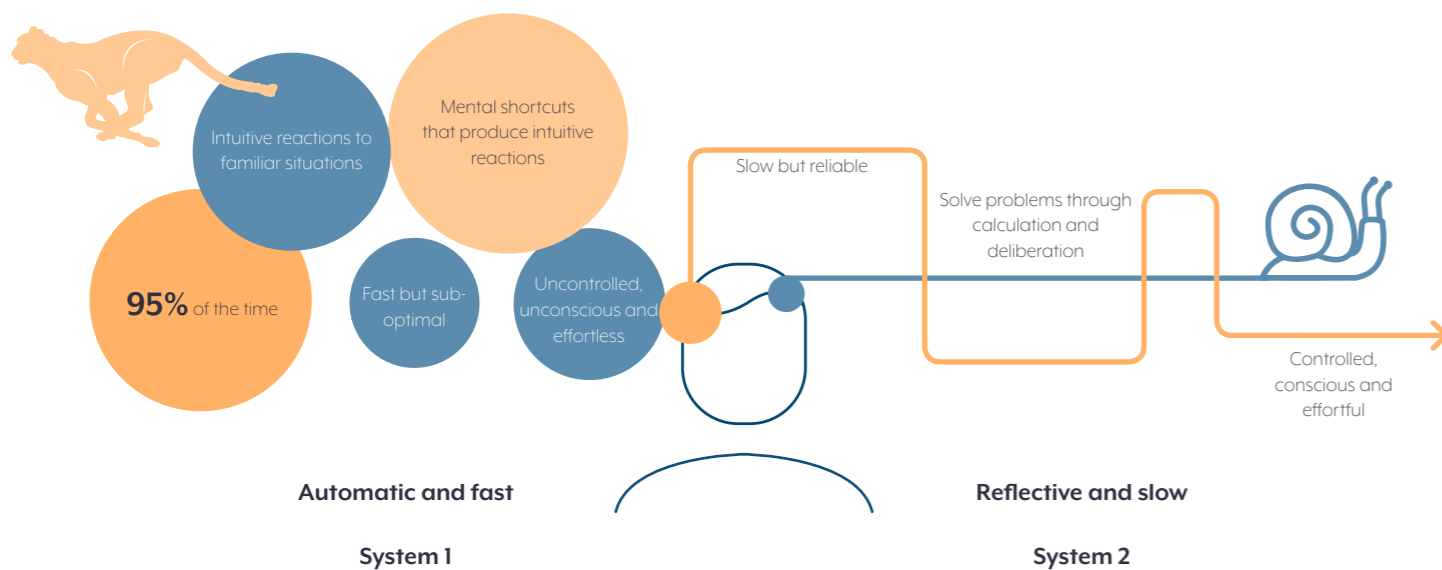 Intuitive reactions to
familiar situations
Mental shortcuts
that produce intuitive
reactions
95% of the time
Fast but sub-
optimal
Uncontrolled,
unconscious and
effortless
Slow but reliable
Solve problems through
calculation and
deliberation
Controlled,
conscious and
effortful
Automatic and fast
System 1
Reflective and slow
System 2